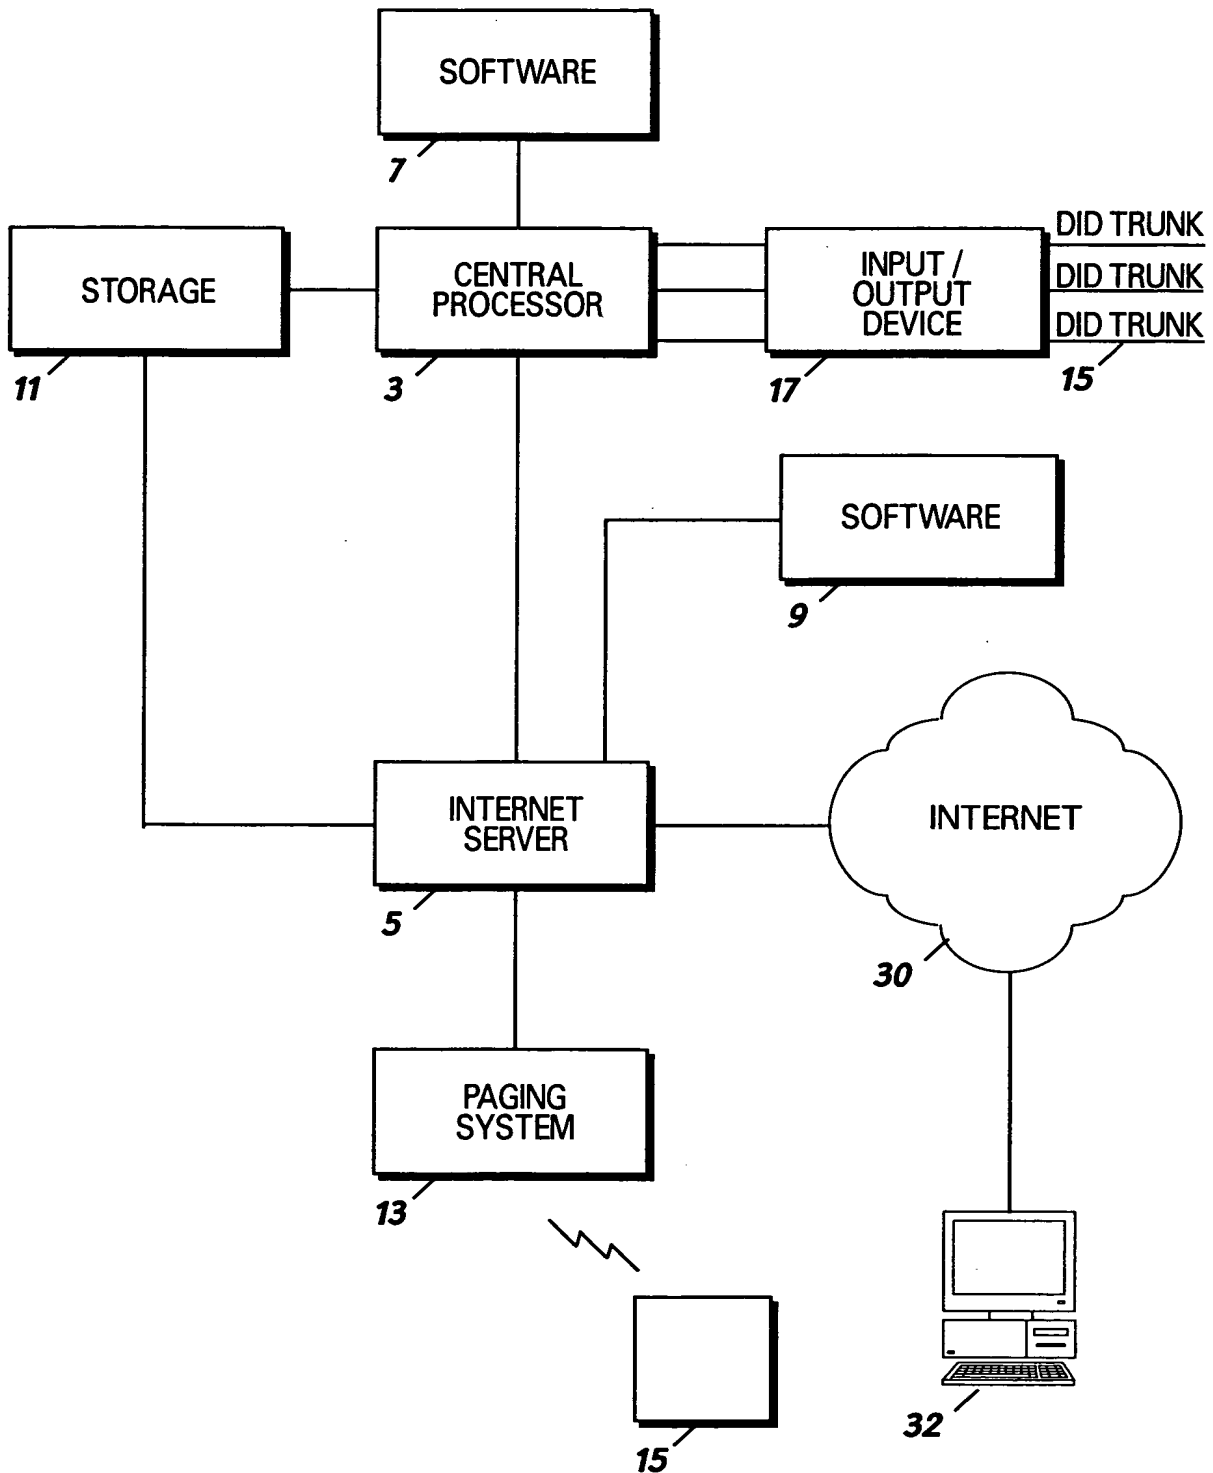 SOFTWARE
7
DID TRUNK
STORAGE
CENTRAL
PROCESSOR
INPUT /
OUTPUT
DEVICE
DID TRUNK
DID TRUNK
11
3
17
15
SOFTWARE
9
INTERNET
SERVER
INTERNET
5
30
PAGING
SYSTEM
13
32
15